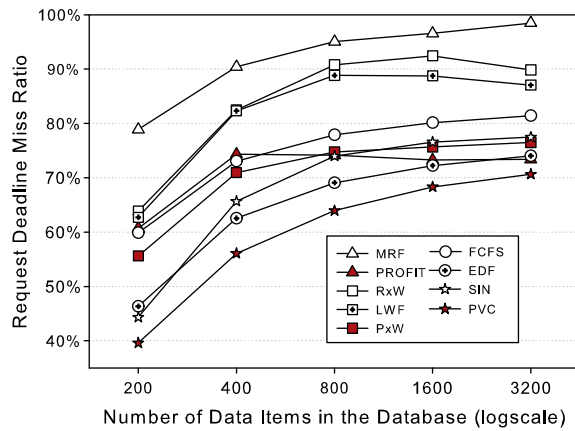 100%
90%
80%
70%
60%
50%
40%
Request Deadline Miss Ratio
MRF
PROFIT
RxW
LWF
PxW
FCFS
EDF
SIN
PVC
200 400 800 1600 3200
Number of Data Items in the Database (logscale)